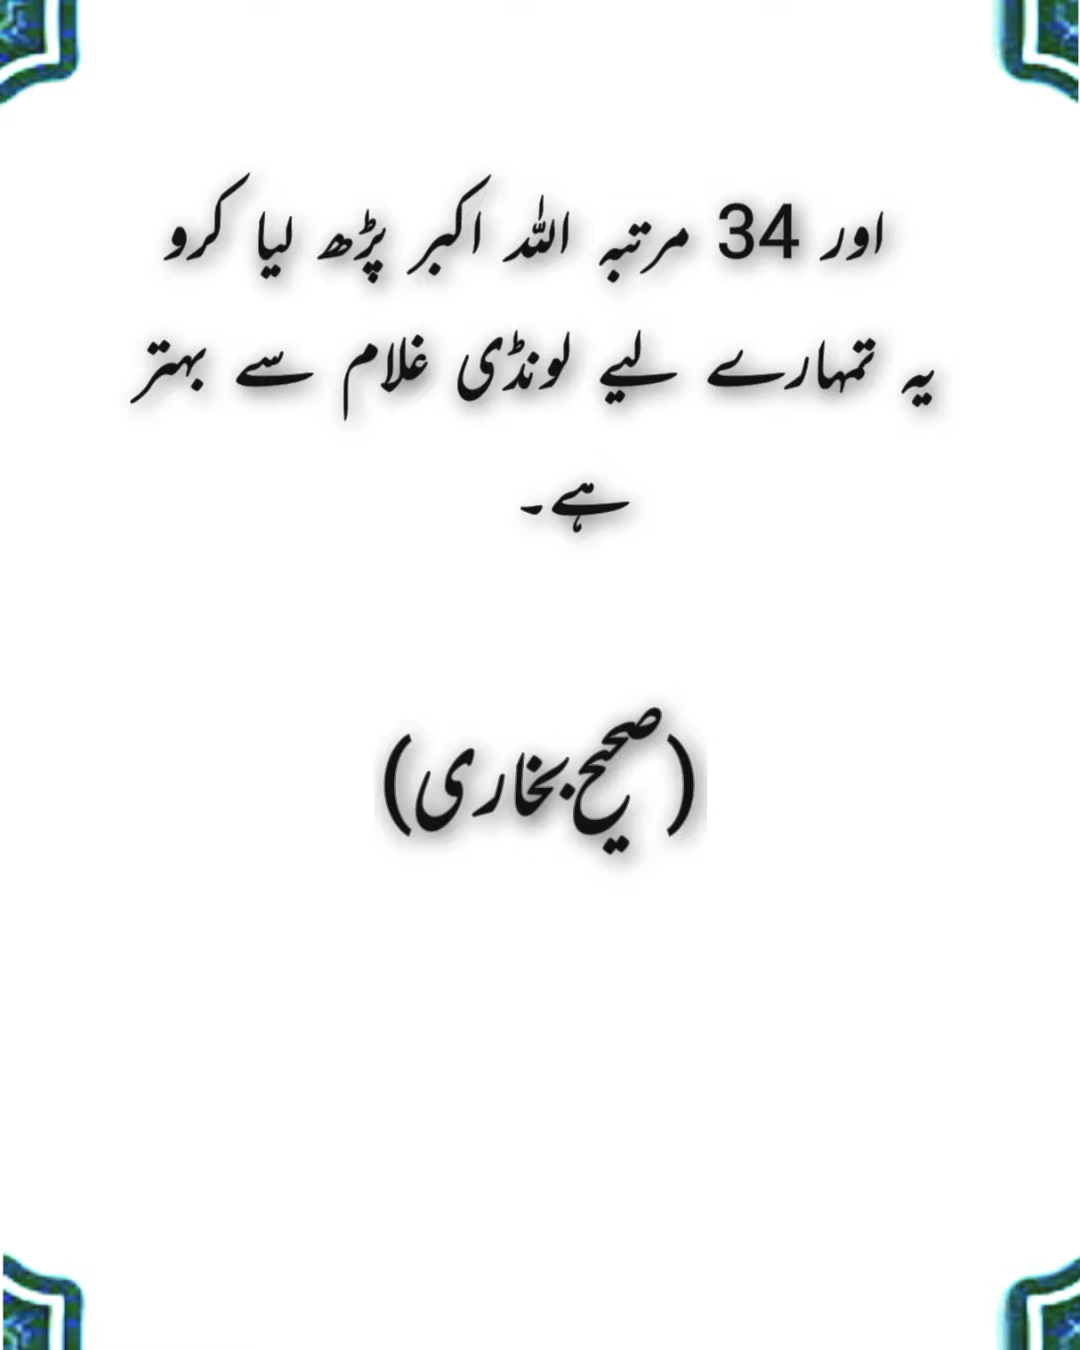 اور 34 مرتبہ اللہ اکبر پڑھ لیا کرو
یہ تمہارے لیے لونڈی غلام سے بہتر
ہے۔
(صحیح بخاری)